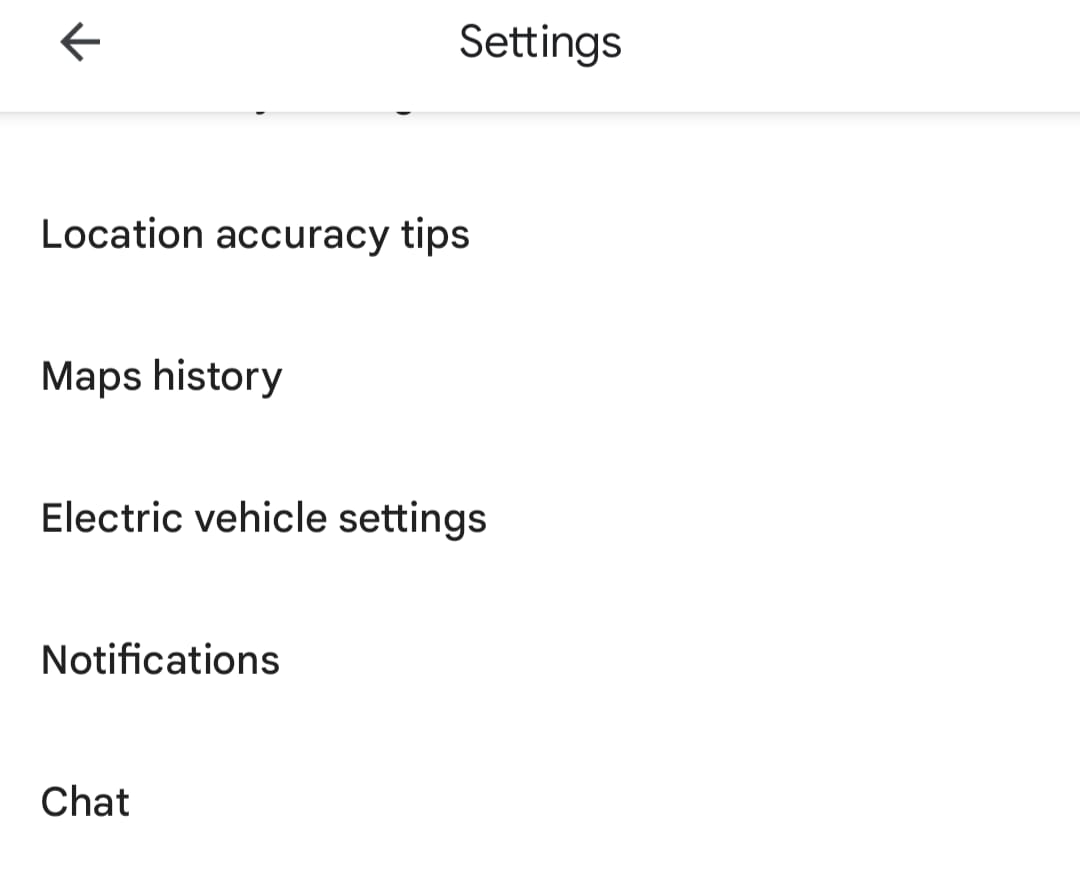 Settings
Location accuracy tips
Maps history
Electric vehicle settings
Notifications
Chat